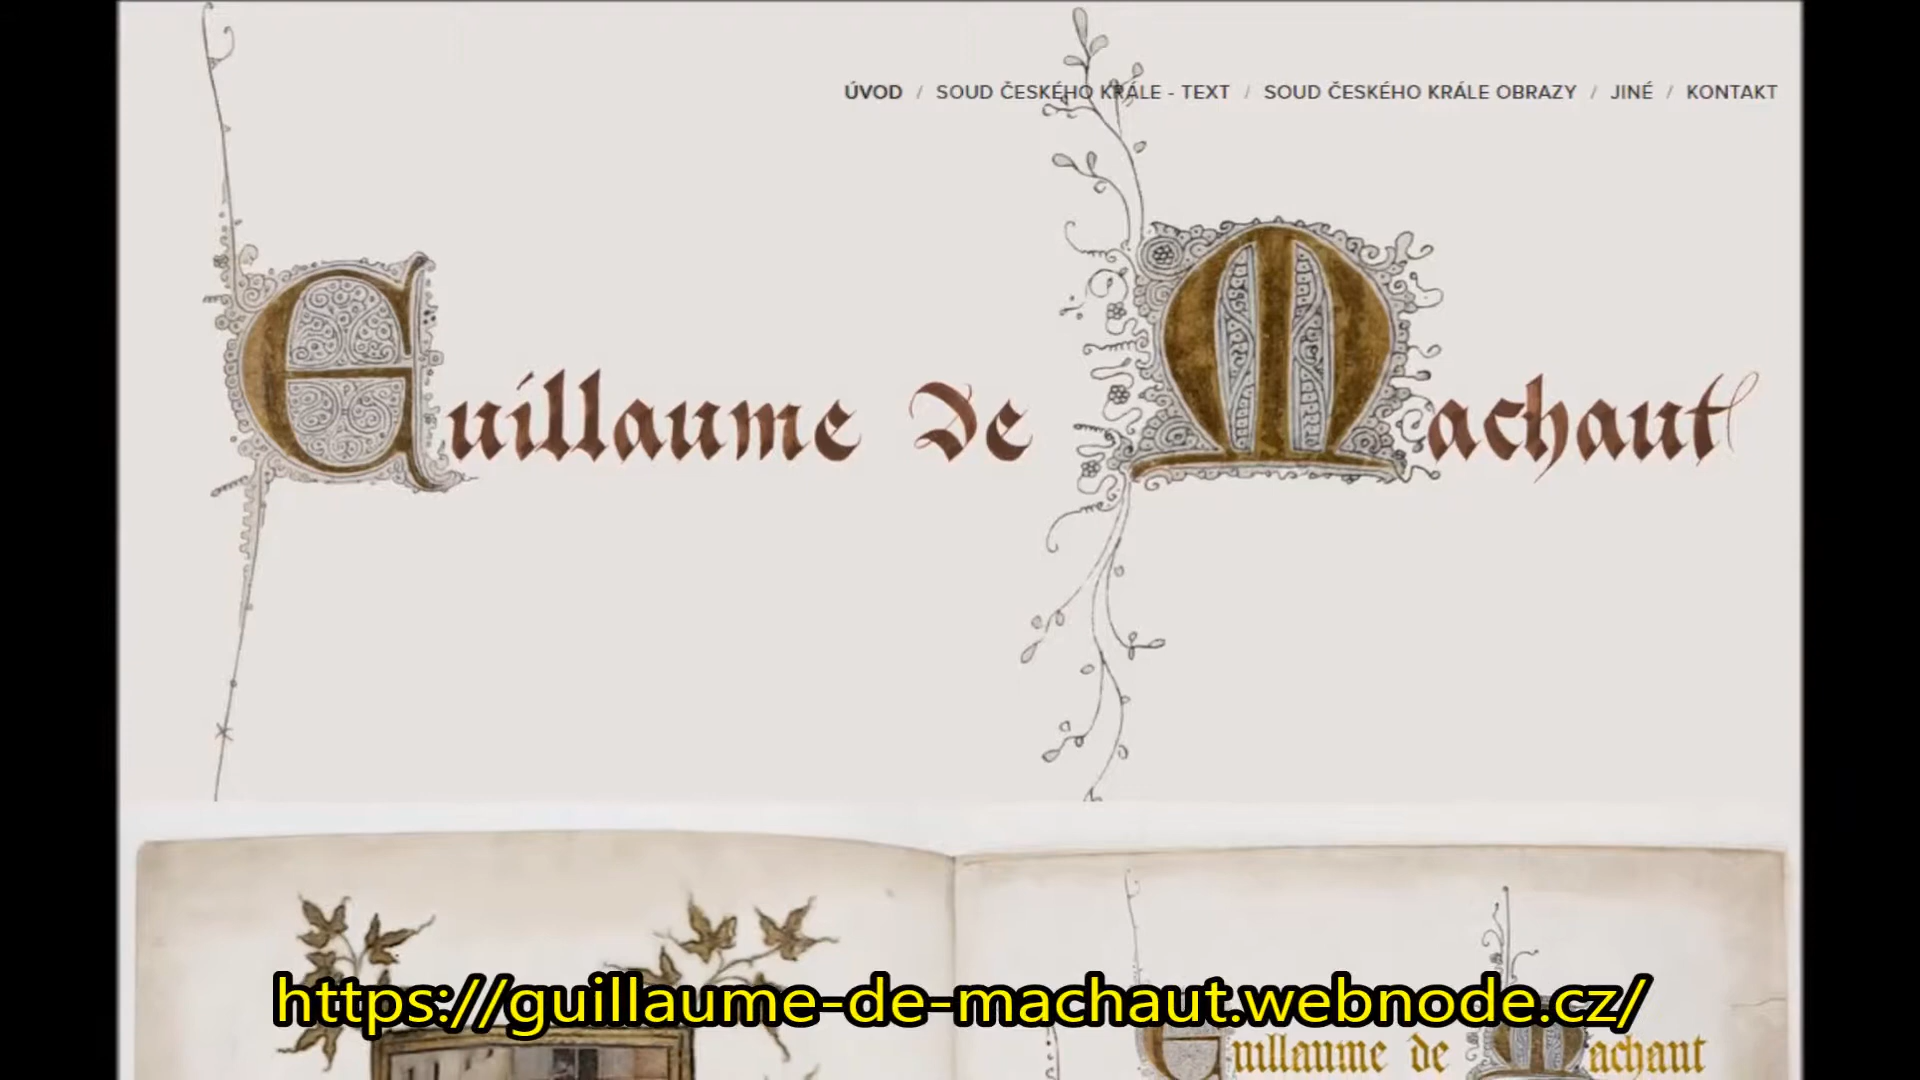 ÚVOD / SOUD ČESKÉHO KRÁLE - TEXT / SOUD ČESKÉHO KRÁLE OBRAZY / JINÉ / KONTAKT
Guillaume de Machaut
https://guillaume-de-machaut.webnode.cz/
Guillaume de Machaut